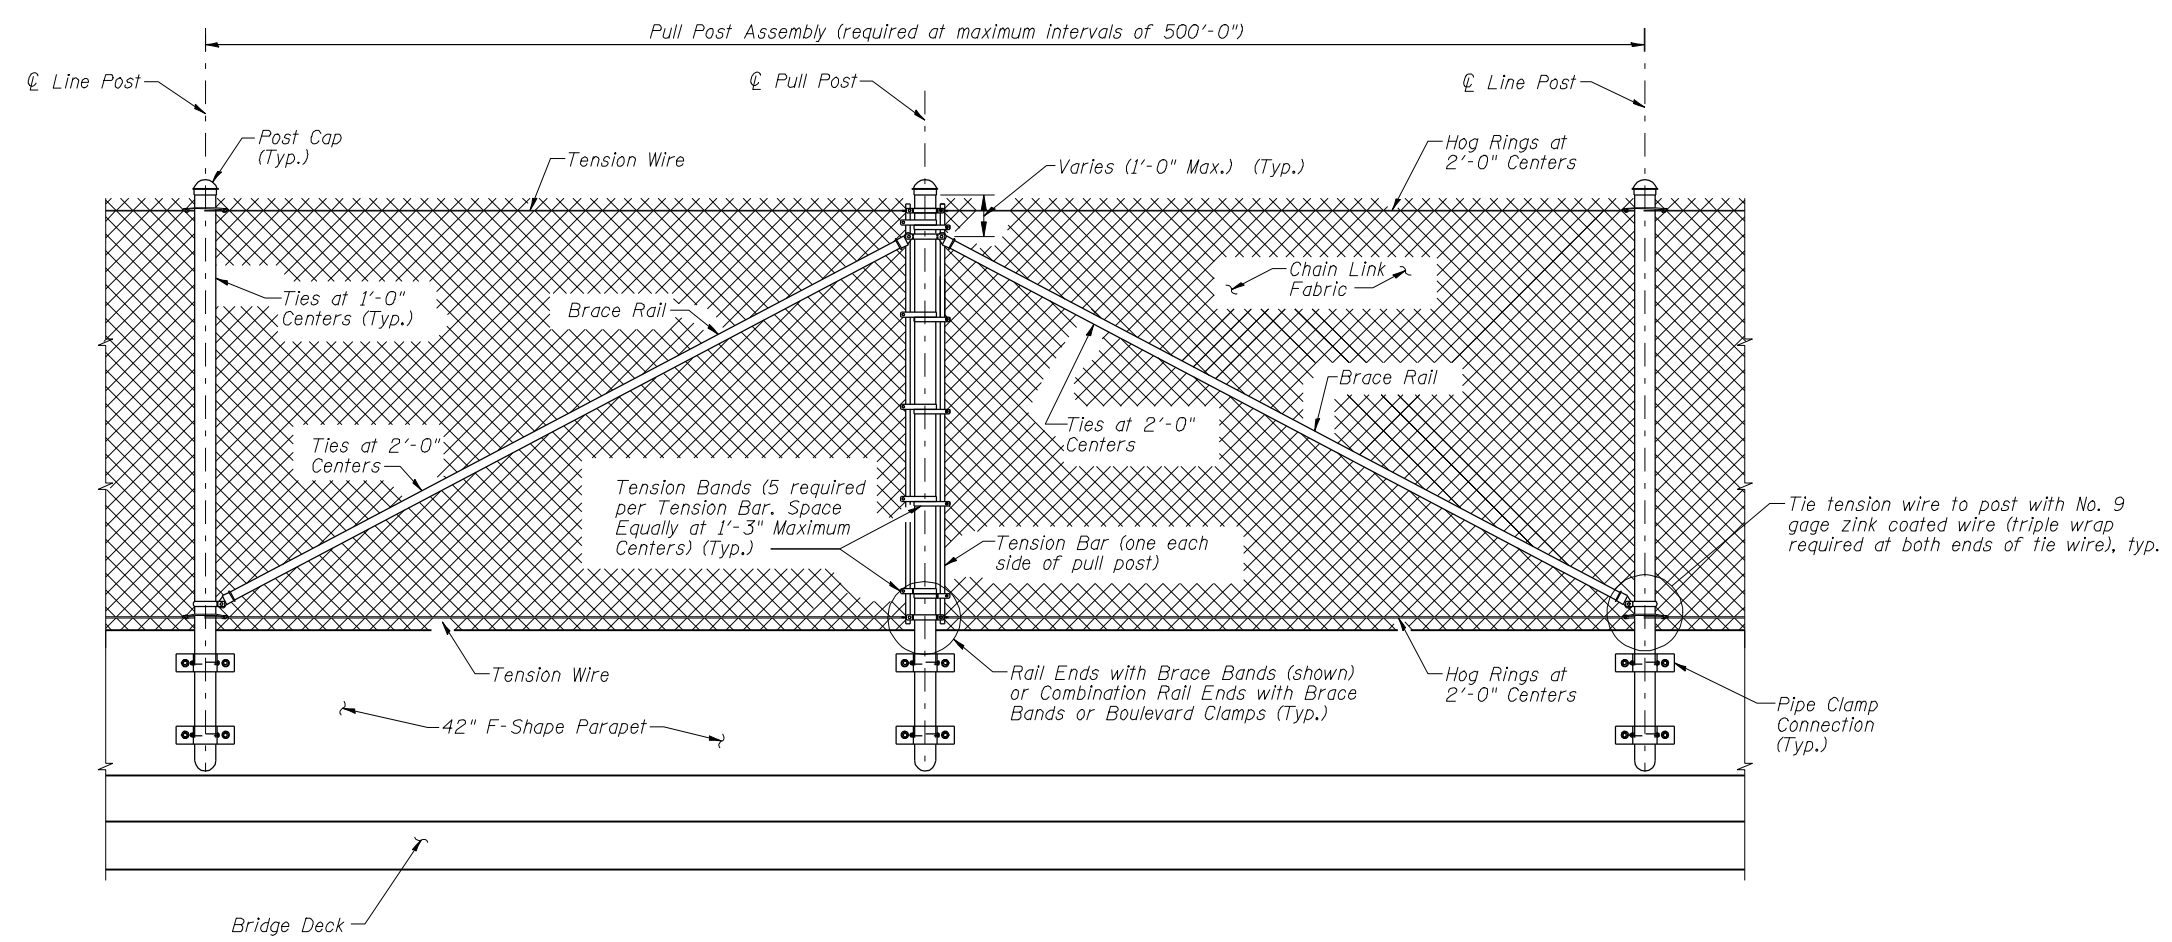 Pull Post Assembly (required at maximum intervals of 500'-0")
℄ Line Post
℄ Pull Post
℄ Line Post
Post Cap
(Typ.)
Tension Wire
Varies (1'-0" Max.) (Typ.)
Hog Rings at
2'-0" Centers
Ties at 1'-0"
Centers (Typ.)
Brace Rail
Chain Link
Fabric
Brace Rail
Ties at 2'-0"
Centers
Ties at 2'-0"
Centers
Tension Bands (5 required
per Tension Bar. Space
Equally at 1'-3" Maximum
Centers) (Typ.)
Tension Bar (one each
side of pull post)
Tie tension wire to post with No. 9
gage zink coated wire (triple wrap
required at both ends of tie wire), typ.
Tension Wire
Rail Ends with Brace Bands (shown)
or Combination Rail Ends with Brace
Bands or Boulevard Clamps (Typ.)
Hog Rings at
2'-0" Centers
Pipe Clamp
Connection
(Typ.)
42" F-Shape Parapet
Bridge Deck